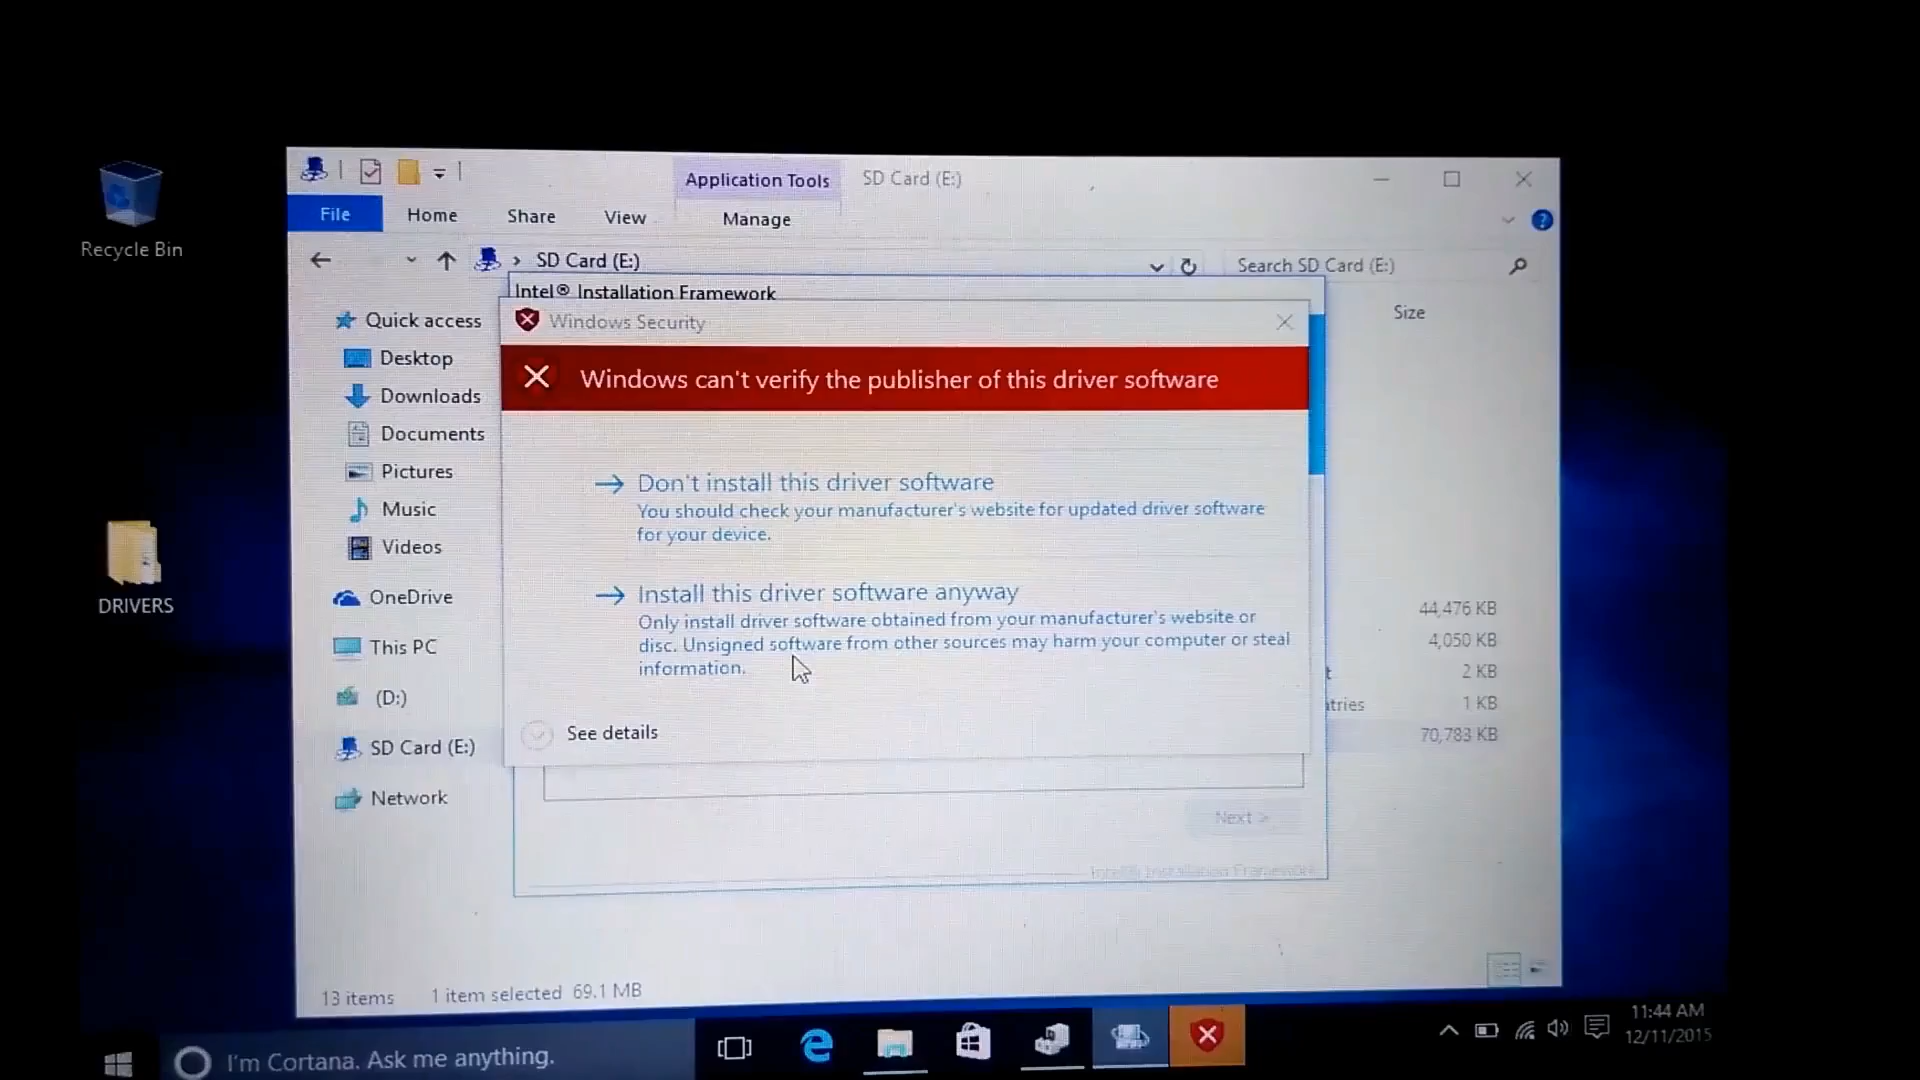 Recycle Bin
DRIVERS
Application Tools
SD Card (E:)
File
Home
Share
View
Manage
SD Card (E:)
Search SD Card (E:)
Quick access
Desktop
Downloads
Documents
Pictures
Music
Videos
OneDrive
This PC
(D:)
SD Card (E:)
Network
Size
44,476 KB
4,050 KB
t
2 KB
tries
1 KB
70,783 KB
Intel® Installation Framework
Windows Security
Windows can't verify the publisher of this driver software
Don't install this driver software
You should check your manufacturer's website for updated driver software
for your device.
Install this driver software anyway
Only install driver software obtained from your manufacturer's website or
disc. Unsigned software from other sources may harm your computer or steal
information.
See details
Next >
Intel® Installation Framework
13 items
1 item selected 69.1 MB
I'm Cortana. Ask me anything.
11:44 AM
12/11/2015